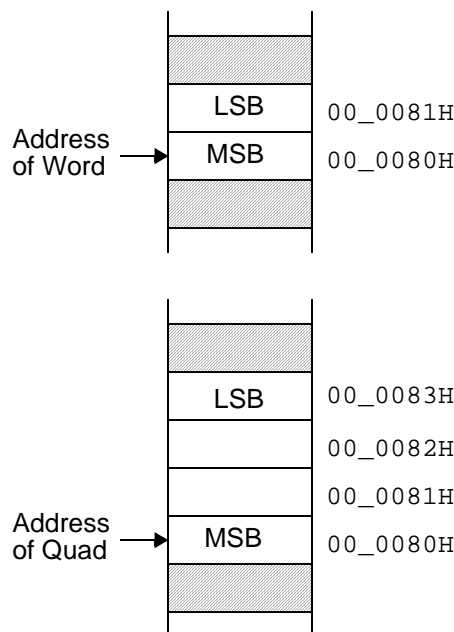 LSB 00_0081H
Address
of Word
MSB 00_0080H
LSB 00_0083H
00_0082H
00_0081H
Address
of Quad
MSB 00_0080H